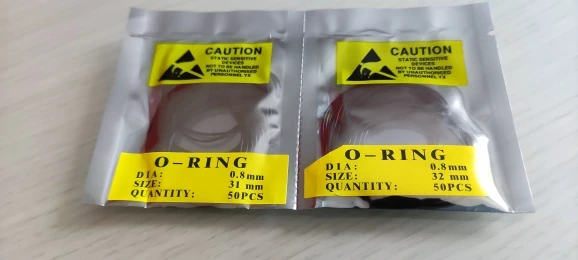 CAUTION
STATIC SENSITIVE
DEVICES
NOT TO BE HANDLED
BY UNAUTHORISED
PERSONNEL YX
O-RING
DIA: 0.8mm
SIZE: 31 mm
QUANTITY: 50PCS
CAUTION
STATIC SENSITIVE
DEVICES
NOT TO BE HANDLED
BY UNAUTHORISED
PERSONNEL YX
O-RING
DIA: 0.8mm
SIZE: 32 mm
QUANTITY: 50PCS